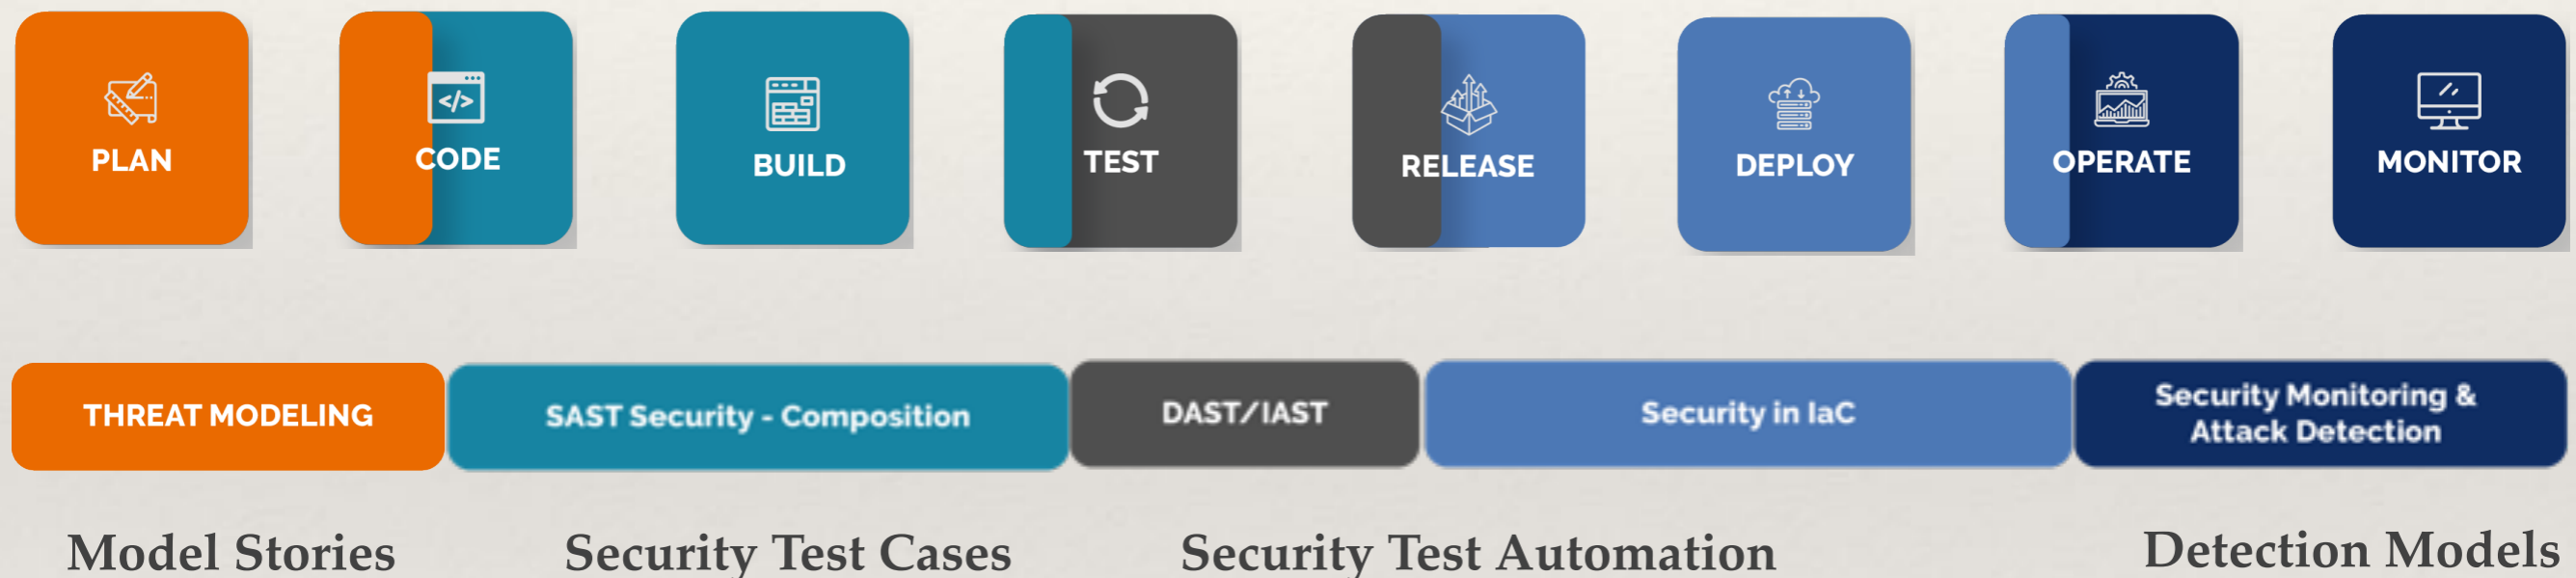 PLAN
CODE
</>
BUILD
TEST
RELEASE
DEPLOY
OPERATE
MONITOR
THREAT MODELING
SAST Security - Composition
DAST/IAST
Security in IaC
Security Monitoring &
Attack Detection
Model Stories
Security Test Cases
Security Test Automation
Detection Models